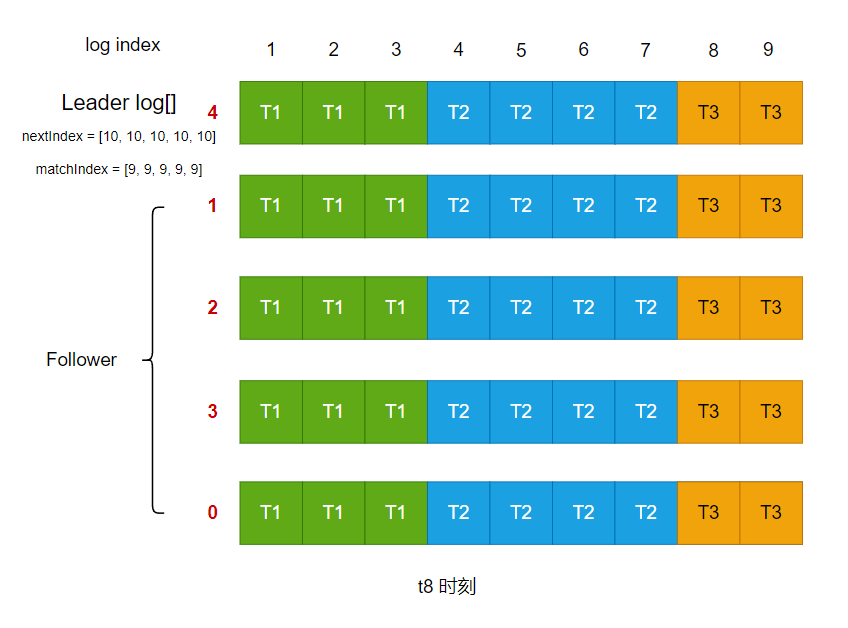 log index 1 2 3 4 5 6 7 8 9
Leader log[] 4 T1 T1 T1 T2 T2 T2 T2 T3 T3
nextIndex = [10, 10, 10, 10, 10]
matchIndex = [9, 9, 9, 9, 9]
1 T1 T1 T1 T2 T2 T2 T2 T3 T3
2 T1 T1 T1 T2 T2 T2 T2 T3 T3
Follower
3 T1 T1 T1 T2 T2 T2 T2 T3 T3
0 T1 T1 T1 T2 T2 T2 T2 T3 T3
t8 时刻